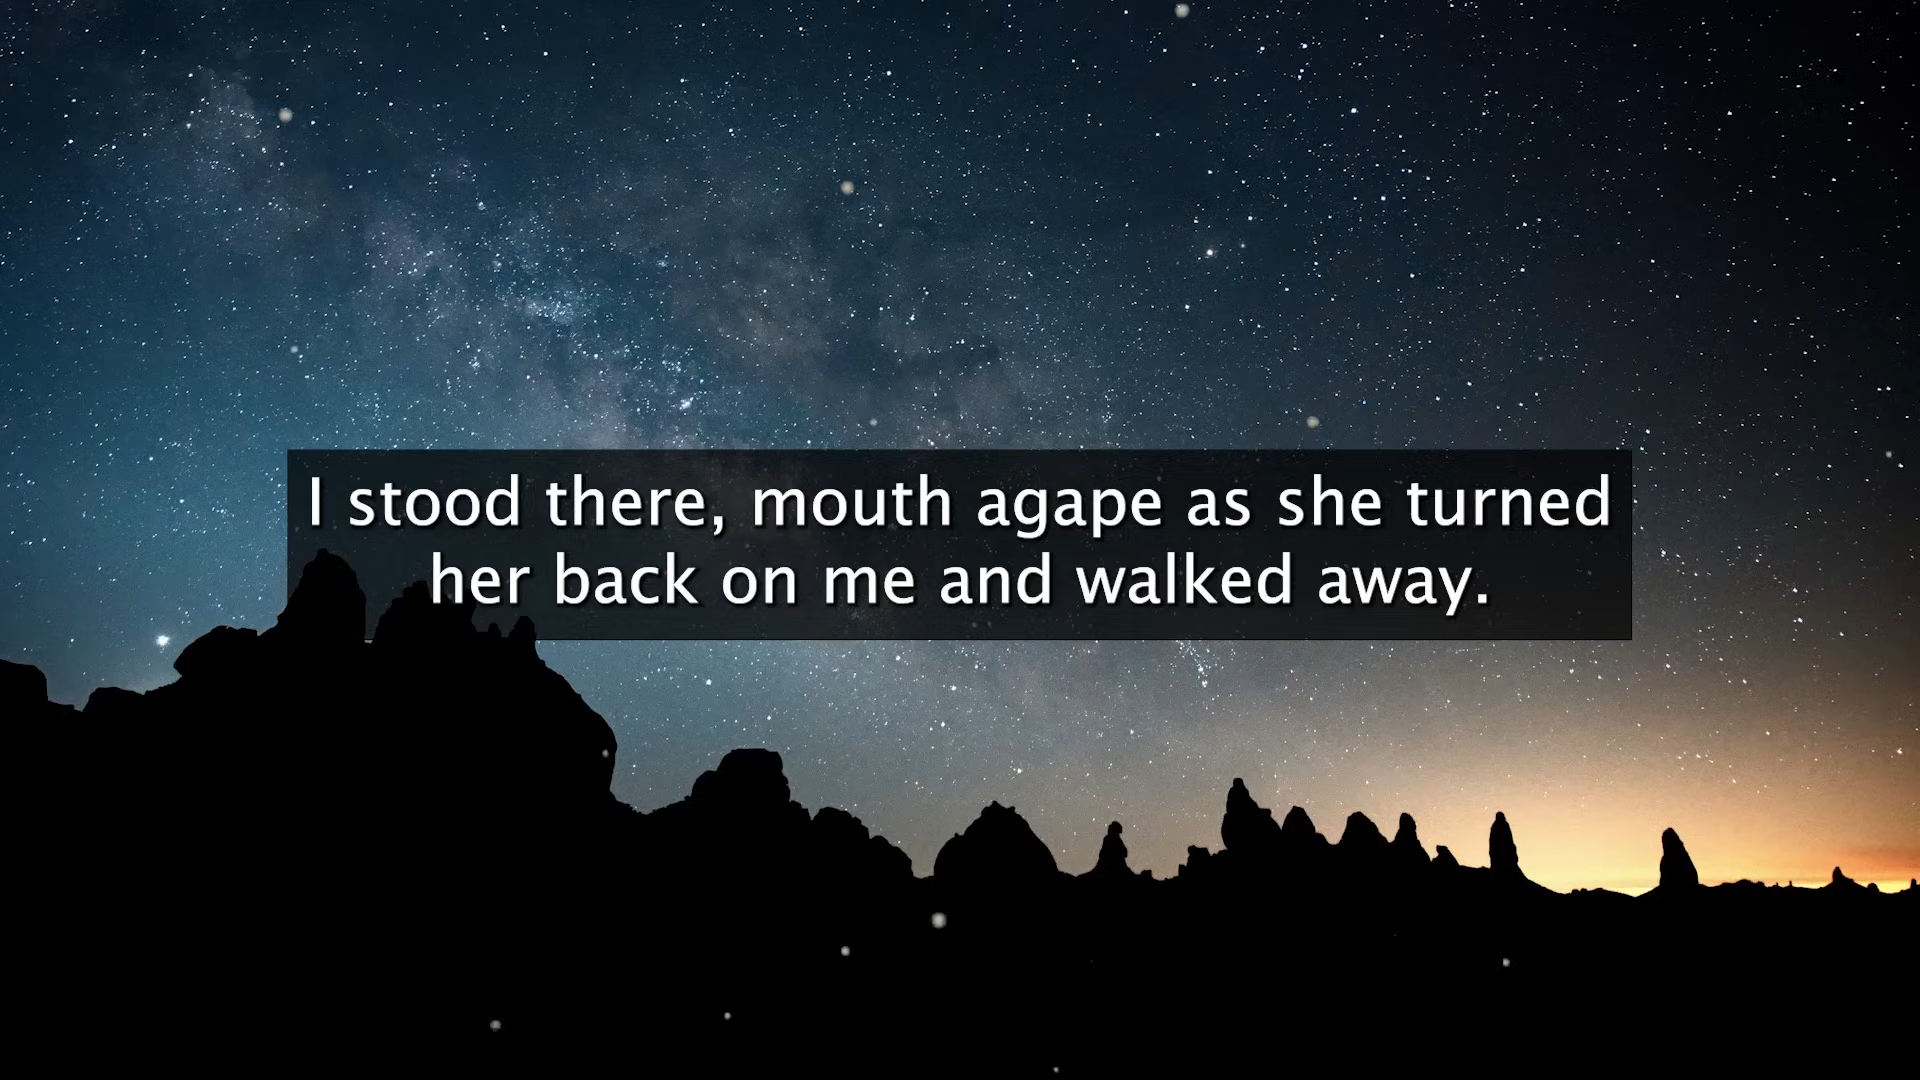 I stood there, mouth agape as she turned
her back on me and walked away.